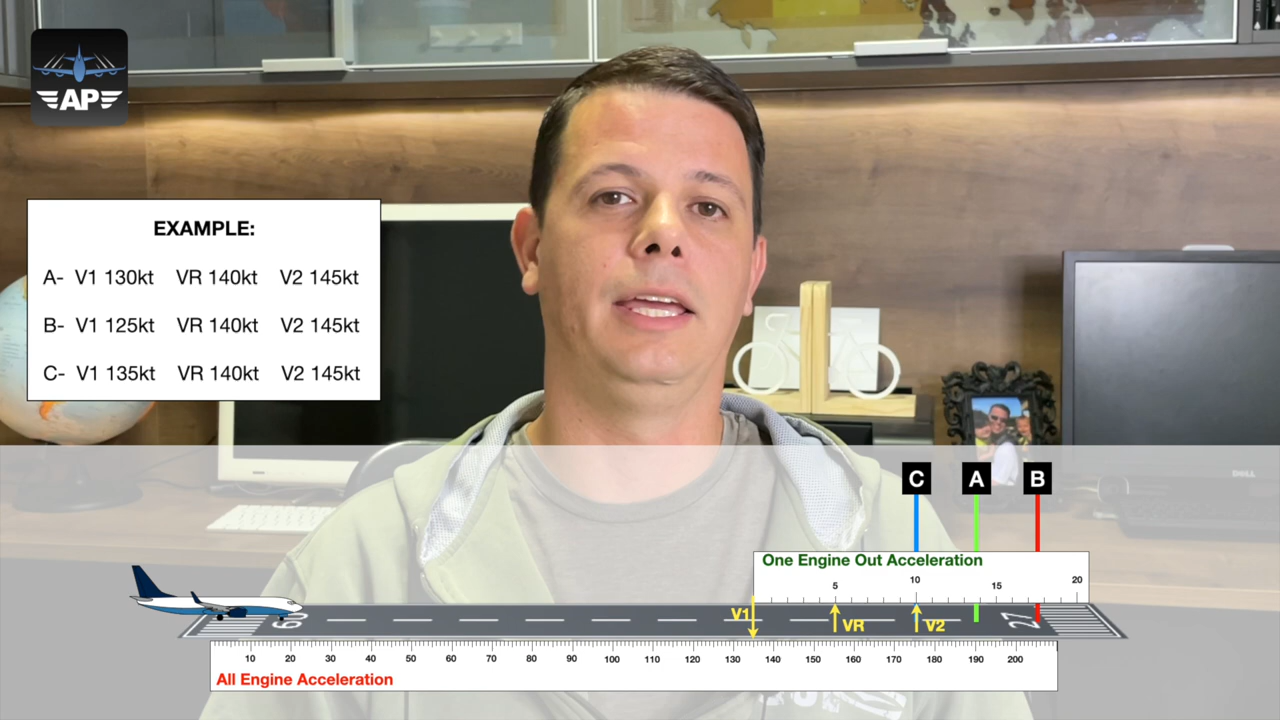 AP
EXAMPLE:
A- V1 130kt VR 140kt V2 145kt
B- V1 125kt VR 140kt V2 145kt
C- V1 135kt VR 140kt V2 145kt
C A B
One Engine Out Acceleration
5 10 15 20
V1 VR V2
09 27
10 20 30 40 50 60 70 80 90 100 110 120 130 140 150 160 170 180 190 200
All Engine Acceleration
DELL